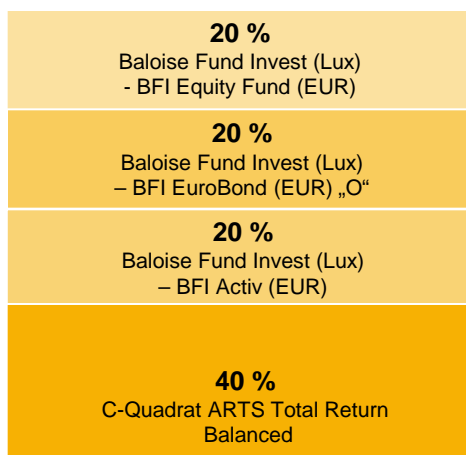 20 %
Baloise Fund Invest (Lux)
- BFI Equity Fund (EUR)
20 %
Baloise Fund Invest (Lux)
– BFI EuroBond (EUR) „O“
20 %
Baloise Fund Invest (Lux)
– BFI Activ (EUR)
40 %
C-Quadrat ARTS Total Return
Balanced